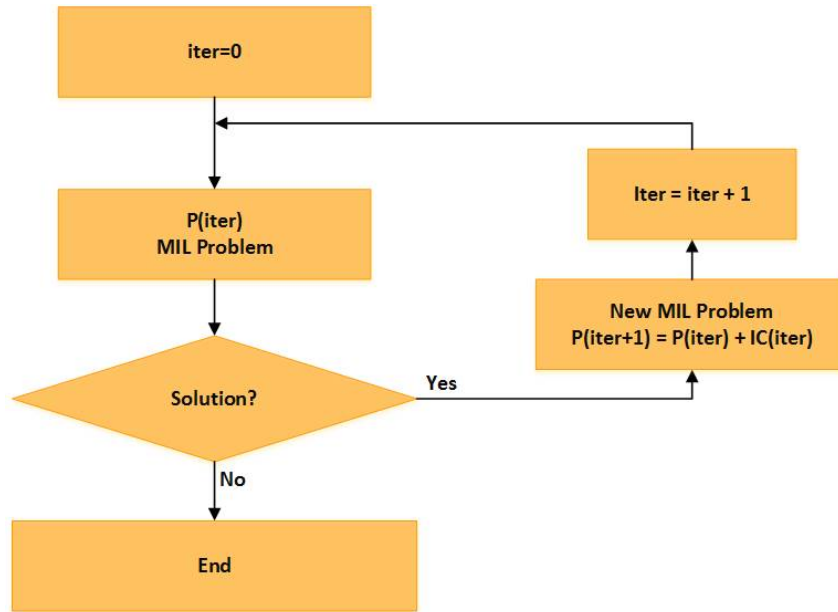 iter=0
P(iter)
MIL Problem
Solution?
Yes
No
End
New MIL Problem
P(iter+1) = P(iter) + IC(iter)
Iter = iter + 1